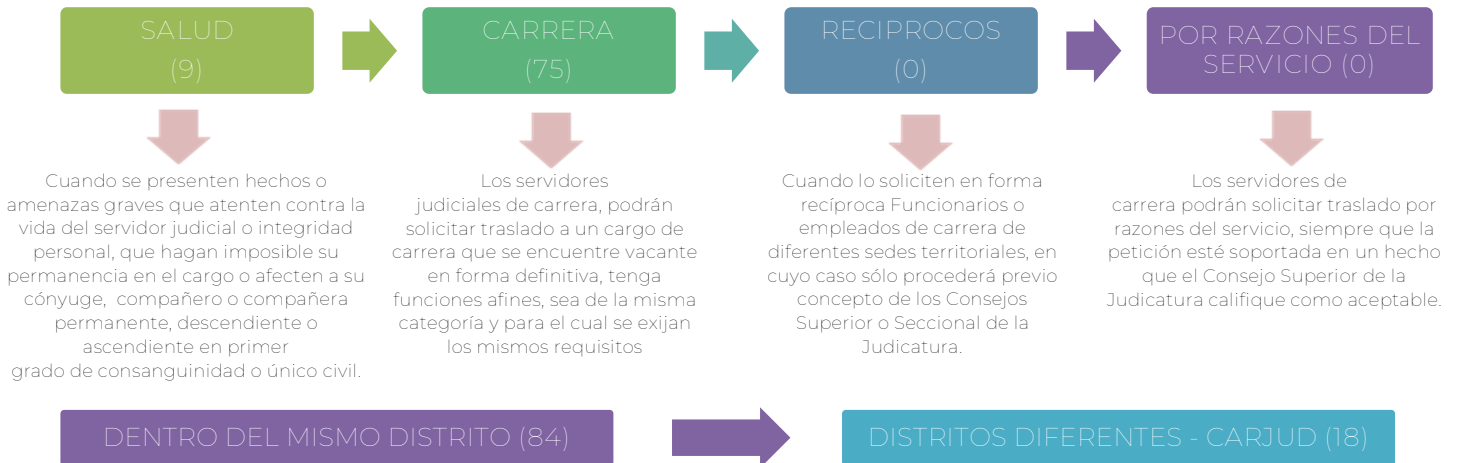 SALUD
(9)
CARRERA
(75)
RECIPROCOS
(0)
POR RAZONES DEL
SERVICIO (0)
Cuando se presenten hechos o
amenazas graves que atenten contra la
vida del servidor judicial o integridad
personal, que hagan imposible su
permanencia en el cargo o afecten a su
cónyuge, compañero o compañera
permanente, descendiente o
ascendiente en primer
grado de consanguinidad o único civil.
Los servidores
judiciales de carrera, podrán
solicitar traslado a un cargo de
carrera que se encuentre vacante
en forma definitiva, tenga
funciones afines, sea de la misma
categoría y para el cual se exijan
los mismos requisitos
Cuando lo soliciten en forma
recíproca Funcionarios o
empleados de carrera de
diferentes sedes territoriales, en
cuyo caso sólo procederá previo
concepto de los Consejos
Superior o Seccional de la
Judicatura.
Los servidores de
carrera podrán solicitar traslado por
razones del servicio, siempre que la
petición esté soportada en un hecho
que el Consejo Superior de la
Judicatura califique como aceptable.
DENTRO DEL MISMO DISTRITO (84)
DISTRITOS DIFERENTES - CARJUD (18)